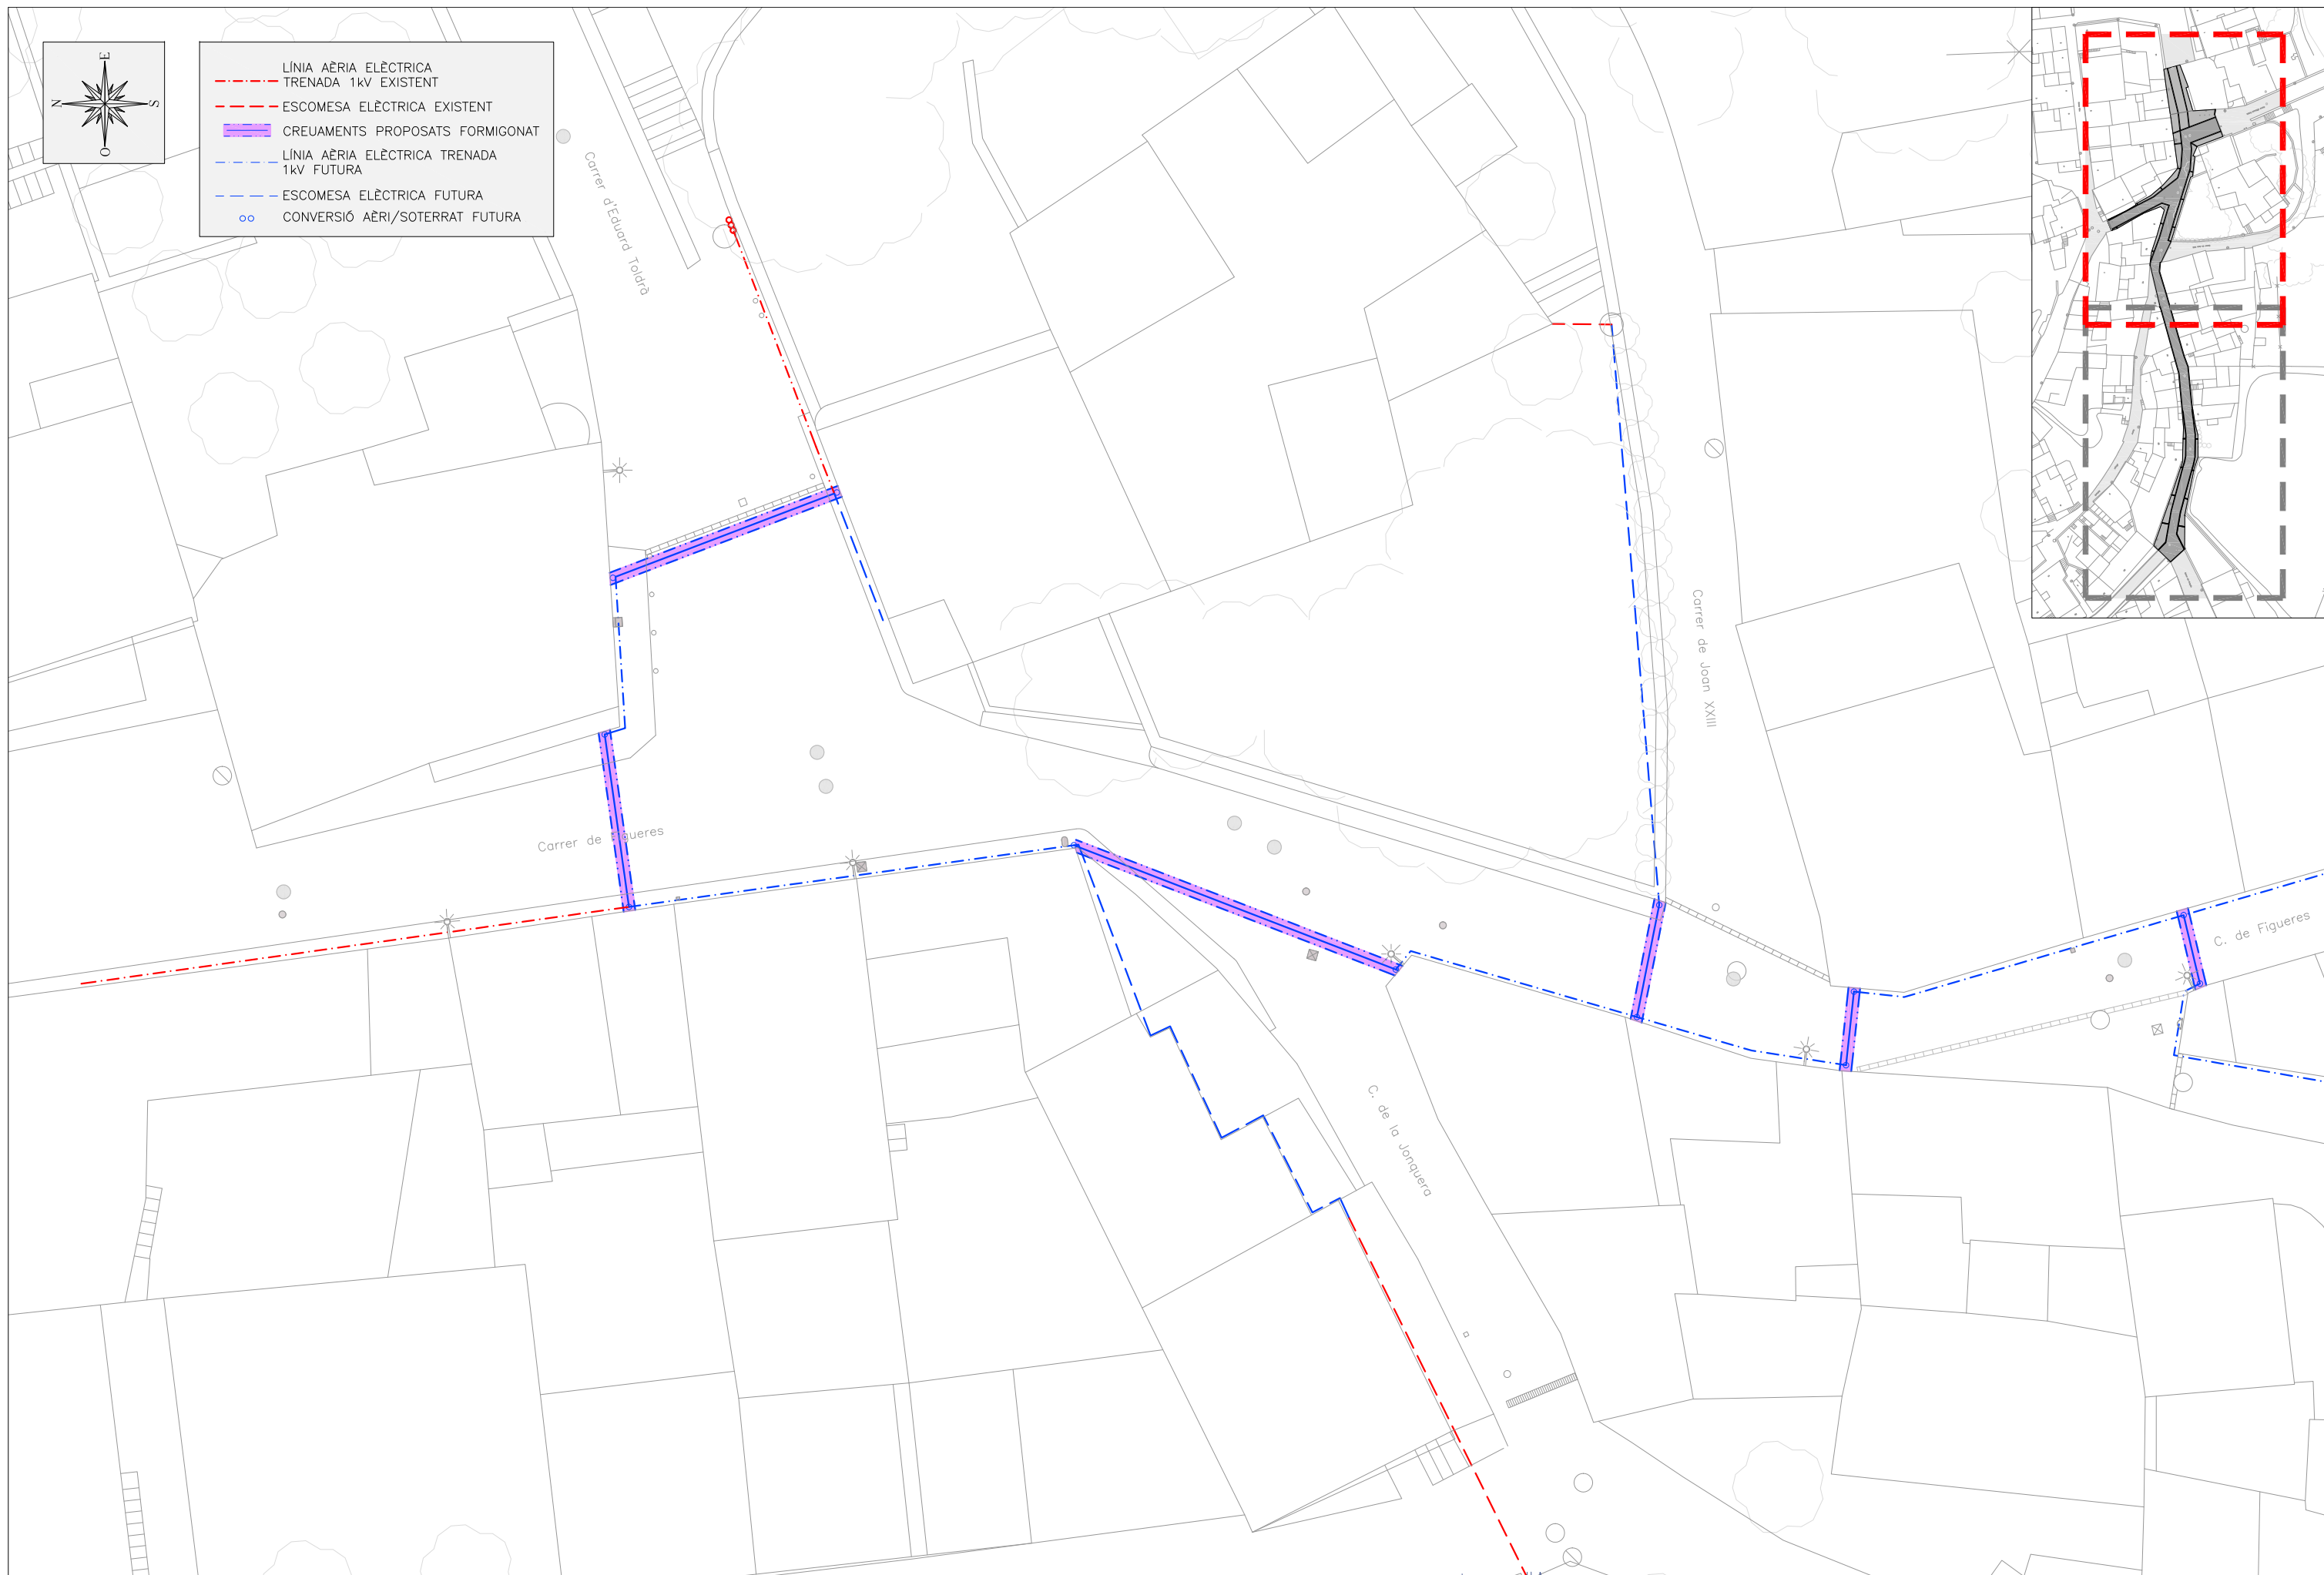 E
N
S
O
LÍNIA AÈRIA ELÈCTRICA
TRENADA 1kV EXISTENT
ESCOMESA ELÈCTRICA EXISTENT
CREUAMENTS PROPOSATS FORMIGONAT
LÍNIA AÈRIA ELÈCTRICA TRENADA
1kV FUTURA
ESCOMESA ELÈCTRICA FUTURA
CONVERSIÓ AÈRI/SOTERRAT FUTURA
Carrer d'Eduard Toldrà
Carrer de Joan XXIII
Carrer de Figueres
C. de Figueres
C. de la Jonquera